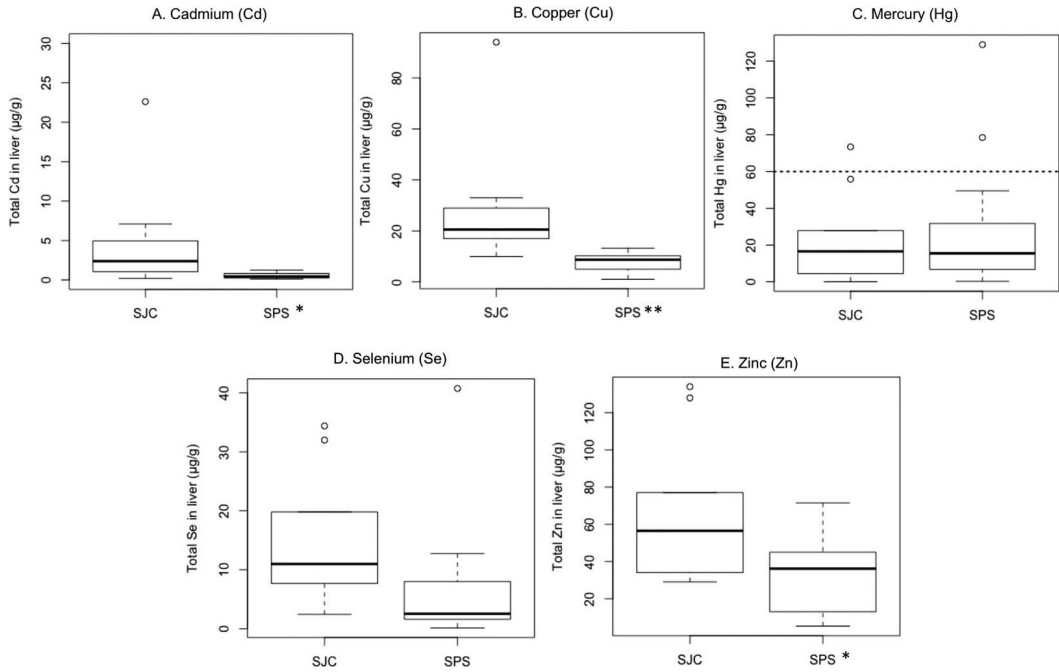 A. Cadmium (Cd)
Total Cd in liver (µg/g)
30
25
20
15
10
5
0
SJC SPS *
B. Copper (Cu)
Total Cu in liver (µg/g)
80
60
40
20
0
SJC SPS **
C. Mercury (Hg)
Total Hg in liver (µg/g)
120
100
80
60
40
20
0
SJC SPS
D. Selenium (Se)
Total Se in liver (µg/g)
40
30
20
10
0
SJC SPS
E. Zinc (Zn)
Total Zn in liver (µg/g)
120
100
80
60
40
20
SJC SPS *